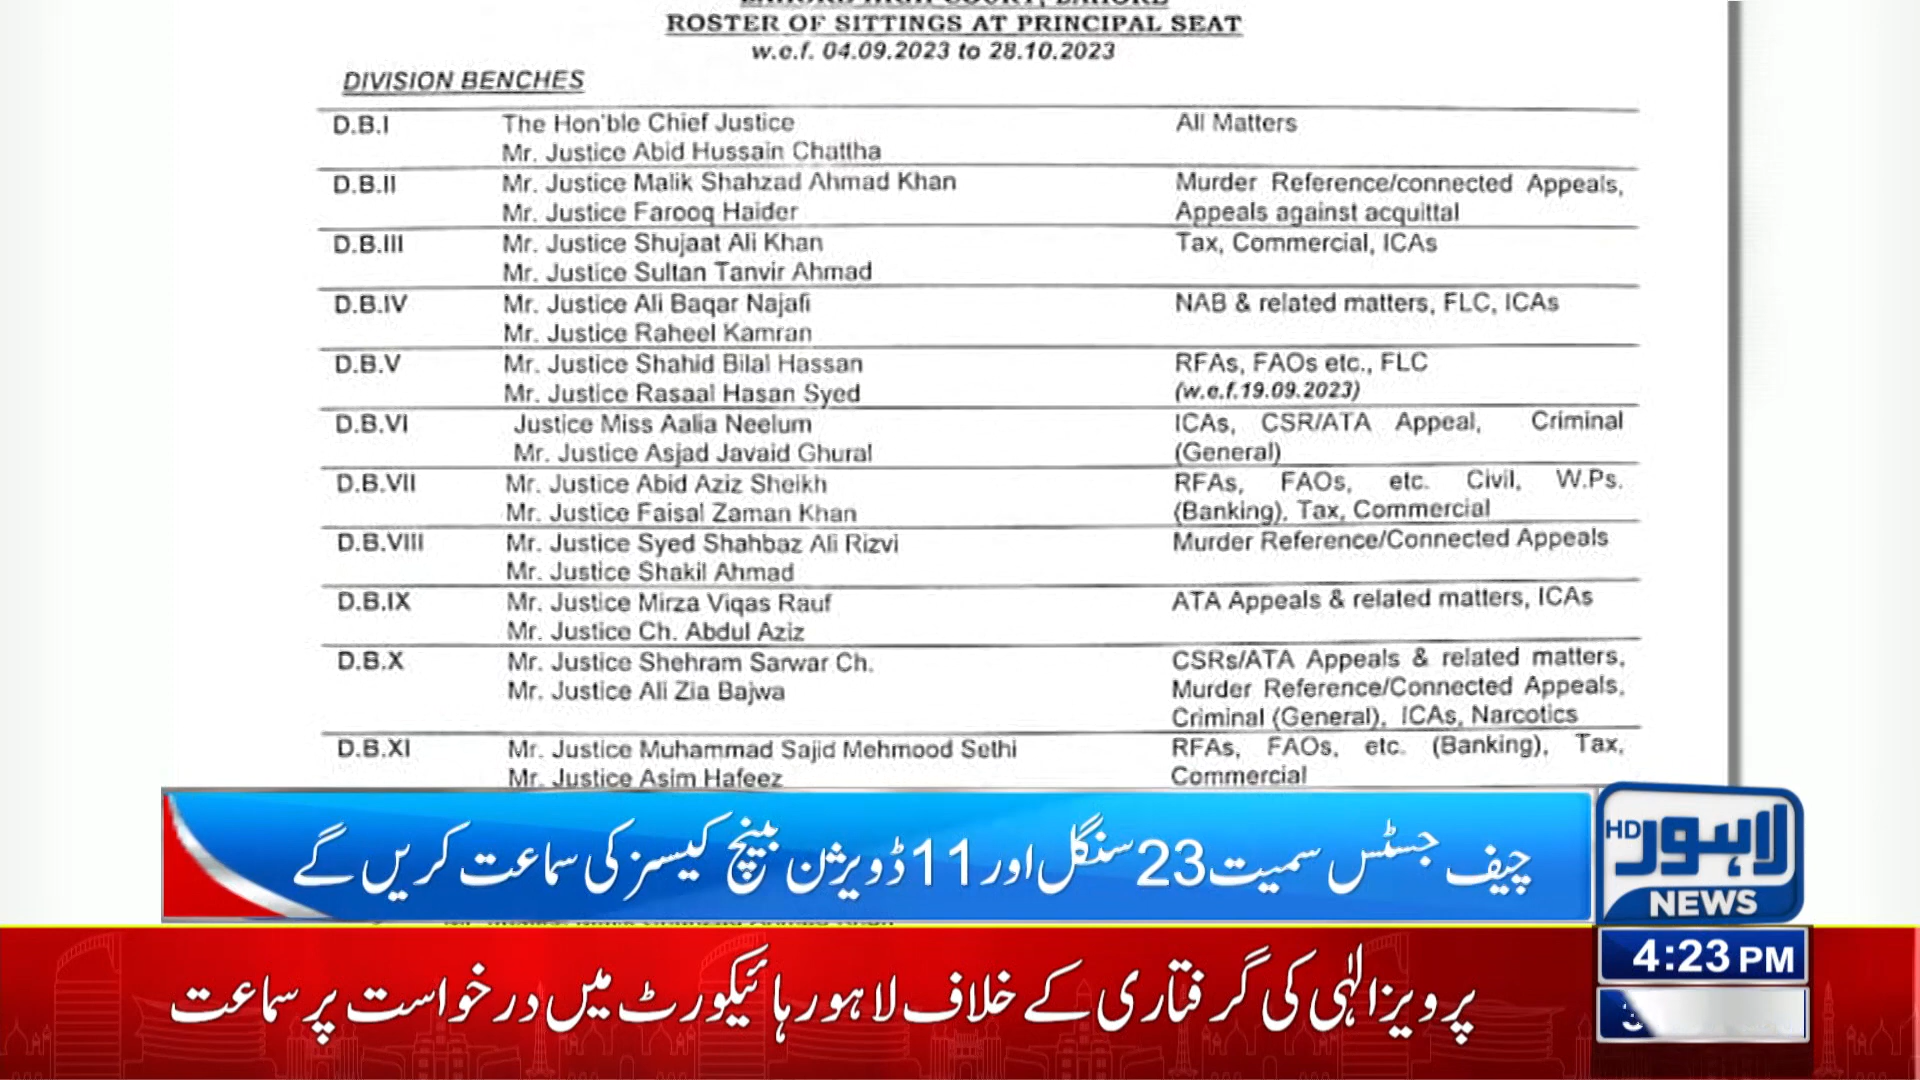 LAHORE HIGH COURT, LAHORE
ROSTER OF SITTINGS AT PRINCIPAL SEAT
w.e.f. 04.09.2023 to 28.10.2023
DIVISION BENCHES
D.B.I The Hon'ble Chief Justice All Matters
Mr. Justice Abid Hussain Chattha
D.B.II Mr. Justice Malik Shahzad Ahmad Khan Murder Reference/connected Appeals,
Mr. Justice Farooq Haider Appeals against acquittal
D.B.III Mr. Justice Shujaat Ali Khan Tax, Commercial, ICAs
Mr. Justice Sultan Tanvir Ahmad
D.B.IV Mr. Justice Ali Baqar Najafi NAB & related matters, FLC, ICAs
Mr. Justice Raheel Kamran
D.B.V Mr. Justice Shahid Bilal Hassan RFAs, FAOs etc., FLC
Mr. Justice Rasaal Hasan Syed (w.e.f.19.09.2023)
D.B.VI Justice Miss Aalia Neelum ICAs, CSR/ATA Appeal, Criminal
Mr. Justice Asjad Javaid Ghural (General)
D.B.VII Mr. Justice Abid Aziz Sheikh RFAs, FAOs, etc. Civil, W.Ps.
Mr. Justice Faisal Zaman Khan (Banking), Tax, Commercial
D.B.VIII Mr. Justice Syed Shahbaz Ali Rizvi Murder Reference/Connected Appeals
Mr. Justice Shakil Ahmad
D.B.IX Mr. Justice Mirza Viqas Rauf ATA Appeals & related matters, ICAs
Mr. Justice Ch. Abdul Aziz
D.B.X Mr. Justice Shehram Sarwar Ch. CSRs/ATA Appeals & related matters,
Mr. Justice Ali Zia Bajwa Murder Reference/Connected Appeals,
Criminal (General), ICAs, Narcotics
D.B.XI Mr. Justice Muhammad Sajid Mehmood Sethi RFAs, FAOs, etc. (Banking), Tax,
Mr. Justice Asim Hafeez Commercial
چیف جسٹس سمیت 23 سنگل اور 11 ڈویژن بینچ کیسز کی سماعت کریں گے
لاہور HD
NEWS
4:23 PM
پرویز الٰہی کی گرفتاری کے خلاف لاہور ہائیکورٹ میں درخواست پر سماعت